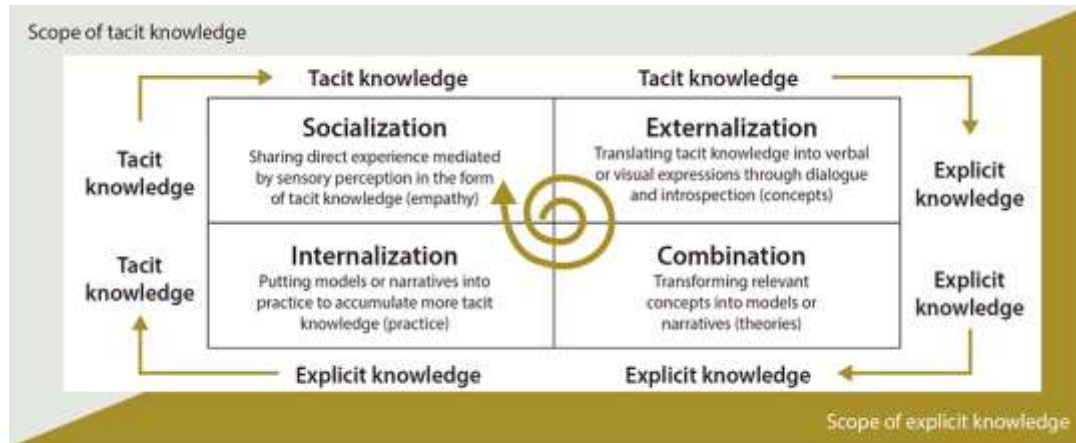 Scope of tacit knowledge
Tacit knowledge
Tacit knowledge
Tacit
knowledge
Socialization
Sharing direct experience mediated
by sensory perception in the form
of tacit knowledge (empathy)
Externalization
Translating tacit knowledge into verbal
or visual expressions through dialogue
and introspection (concepts)
Explicit
knowledge
Tacit
knowledge
Internalization
Putting models or narratives into
practice to accumulate more tacit
knowledge (practice)
Combination
Transforming relevant
concepts into models or
narratives (theories)
Explicit
knowledge
Explicit knowledge
Explicit knowledge
Scope of explicit knowledge